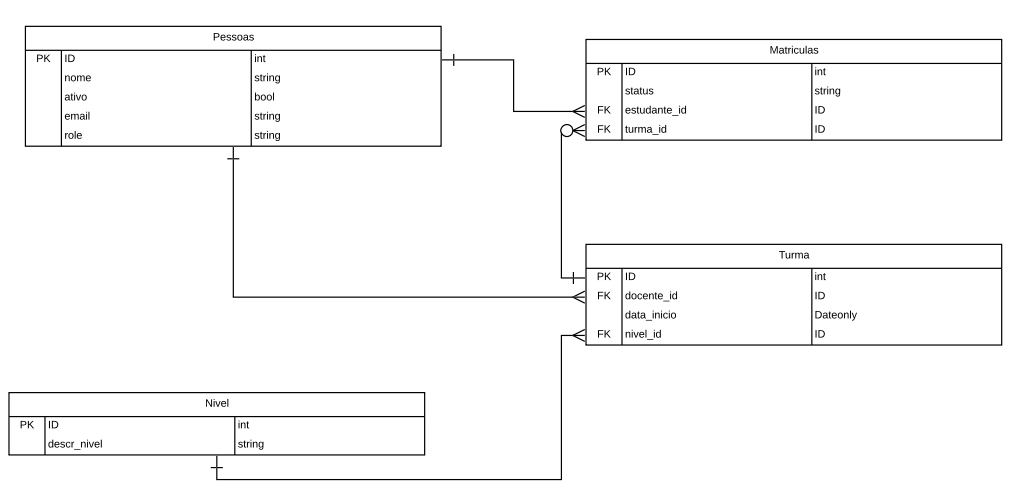 Pessoas
PK ID int
nome string
ativo bool
email string
role string
Matriculas
PK ID int
status string
FK estudante_id ID
FK turma_id ID
Turma
PK ID int
FK docente_id ID
data_inicio Dateonly
FK nivel_id ID
Nivel
PK ID int
descr_nivel string